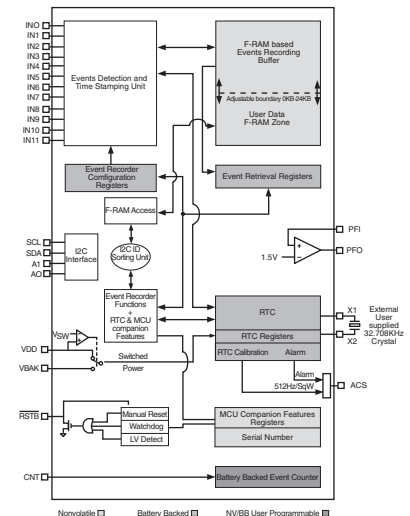 INO
IN1
IN2
IN3
IN4
IN5
IN6
IN7
IN8
IN9
IN10
IN11
Events Detection and
Time Stamping Unit
F-RAM based
Events Recording
Buffer
Adjustable boundary 0KB-24KB
User Data
F-RAM Zone
Event Recorder
Comfiguration
Registers
Event Retrieval Registers
F-RAM Access
SCL
SDA
A1
AO
I2C
Interface
I2C ID
Sorting Unit
PFI
PFO
1.5V
Event Recorder
Functions
+
RTC & MCU
companion
Features
RTC
RTC Registers
RTC Calibration Alarm
X1
X2
External
User
supplied
32.708KHz
Crystal
VSW
VDD
VBAK
Switched
Power
Alarm
512Hz/SqW
ACS
RSTB
Manual Reset
Watchdog
LV Detect
MCU Companion Features
Registers
Serial Number
CNT
Battery Backed Event Counter
Nonvolatile
Battery Backed
NV/BB User Programmable